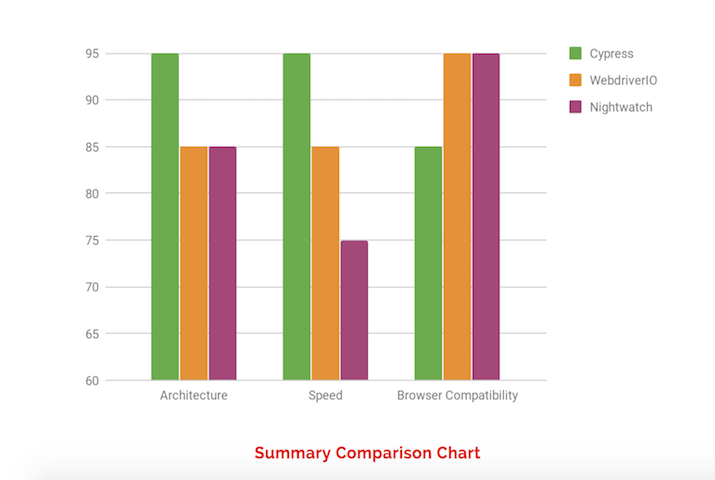 95
90
85
80
75
70
65
60
Architecture
Speed
Browser Compatibility
Cypress
WebdriverIO
Nightwatch
Summary Comparison Chart